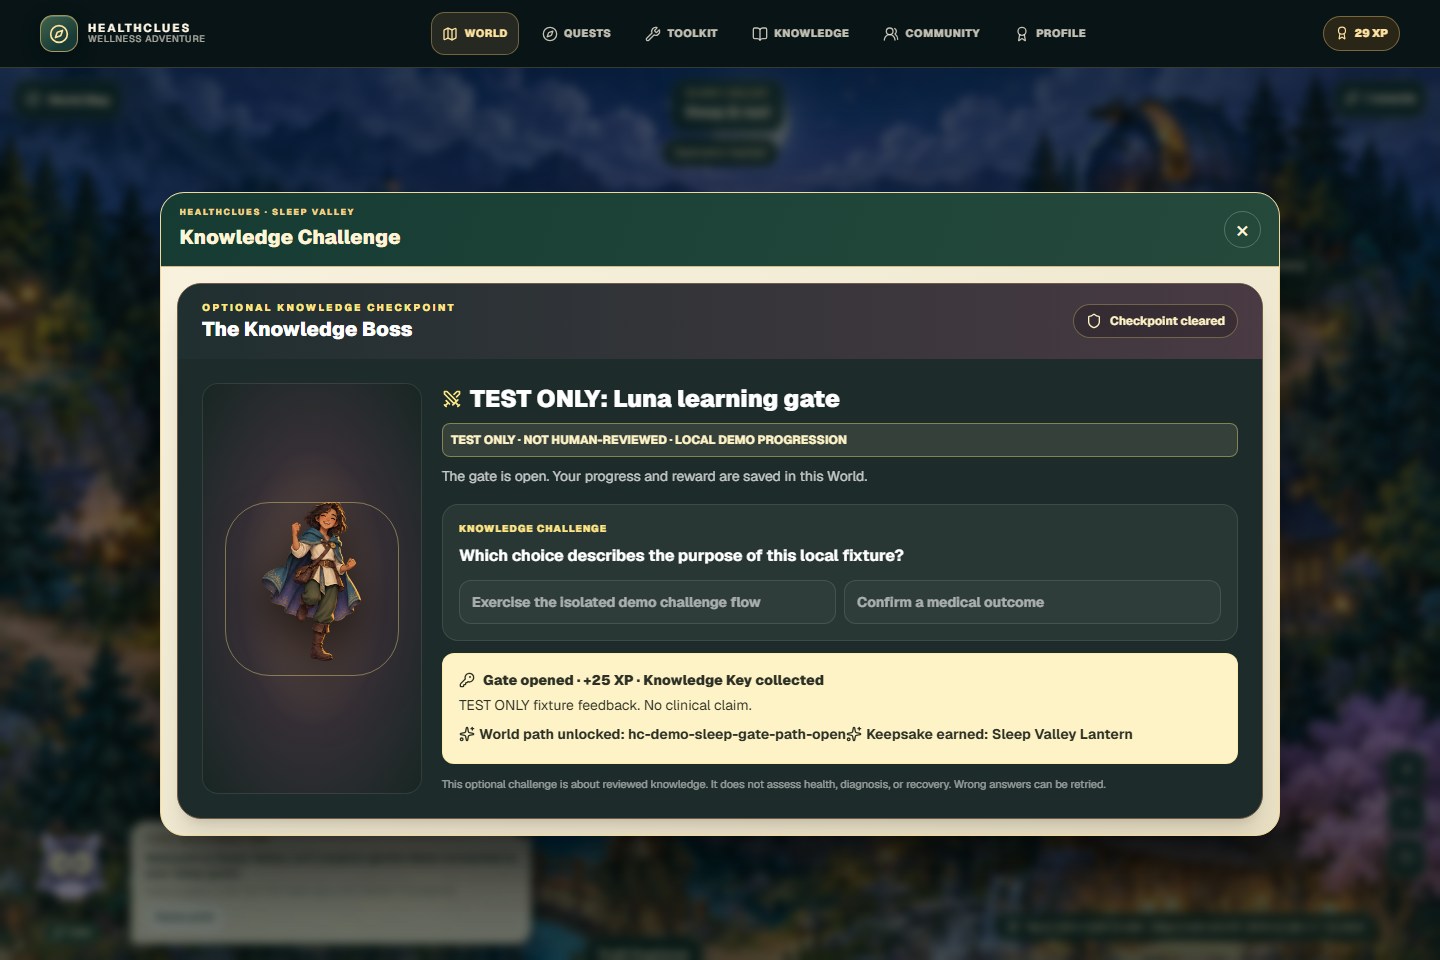 HEALTHCLUES
WELLNESS ADVENTURE
WORLD
QUESTS
TOOLKIT
KNOWLEDGE
COMMUNITY
PROFILE
29 XP
HEALTHCLUES · SLEEP VALLEY
Knowledge Challenge
OPTIONAL KNOWLEDGE CHECKPOINT
The Knowledge Boss
Checkpoint cleared
TEST ONLY: Luna learning gate
TEST ONLY · NOT HUMAN-REVIEWED · LOCAL DEMO PROGRESSION
The gate is open. Your progress and reward are saved in this World.
KNOWLEDGE CHALLENGE
Which choice describes the purpose of this local fixture?
Exercise the isolated demo challenge flow
Confirm a medical outcome
Gate opened · +25 XP · Knowledge Key collected
TEST ONLY fixture feedback. No clinical claim.
World path unlocked: hc-demo-sleep-gate-path-open
Keepsake earned: Sleep Valley Lantern
This optional challenge is about reviewed knowledge. It does not assess health, diagnosis, or recovery. Wrong answers can be retried.